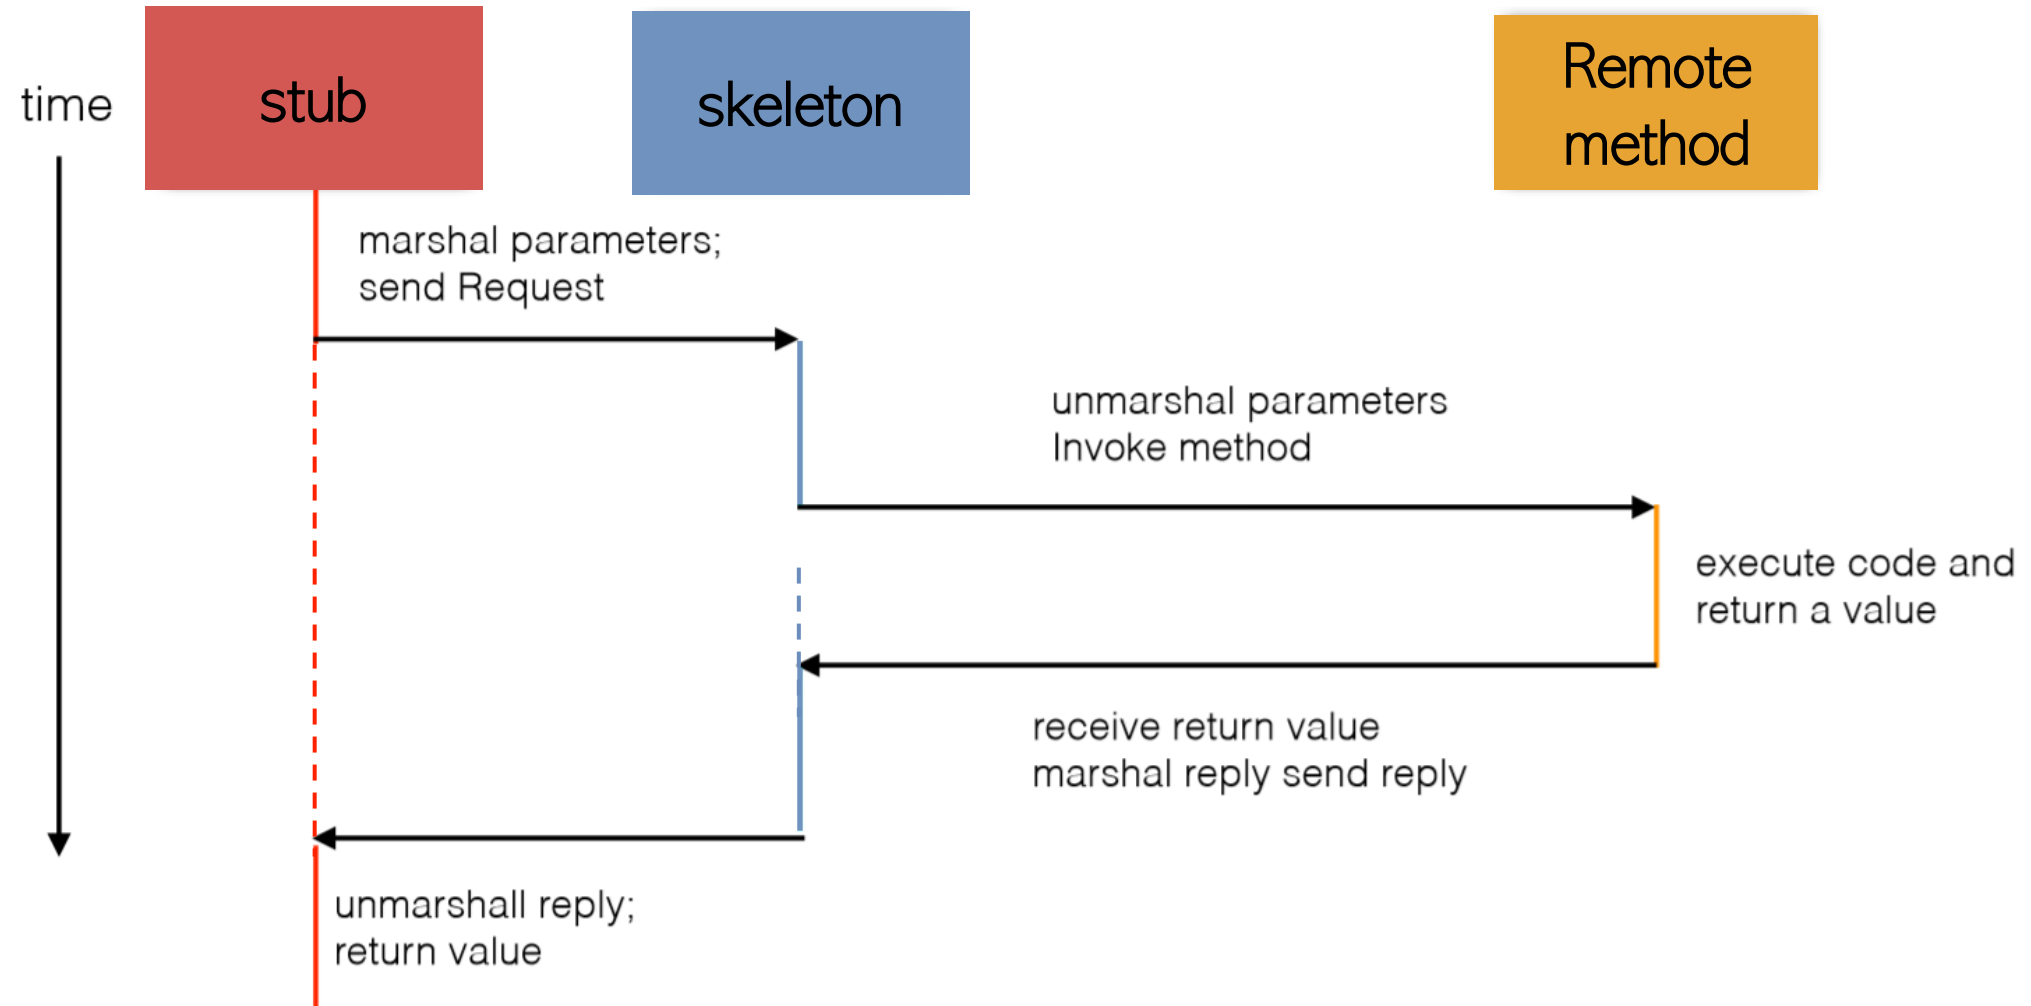 time
stub
skeleton
Remote
method
marshal parameters;
send Request
unmarshal parameters
Invoke method
execute code and
return a value
receive return value
marshal reply send reply
unmarshall reply;
return value